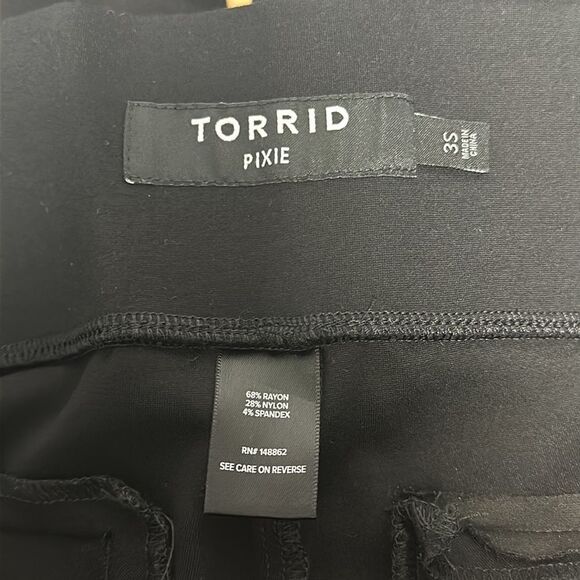 TORRID
PIXIE
3S
MADE IN
CHINA
68% RAYON
28% NYLON
4% SPANDEX
RN# 148862
SEE CARE ON REVERSE